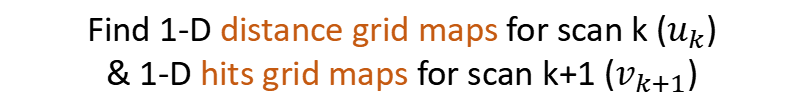 Find 1-D distance grid maps for scan k (𝑢ₖ)
& 1-D hits grid maps for scan k+1 (𝑣ₖ₊₁)